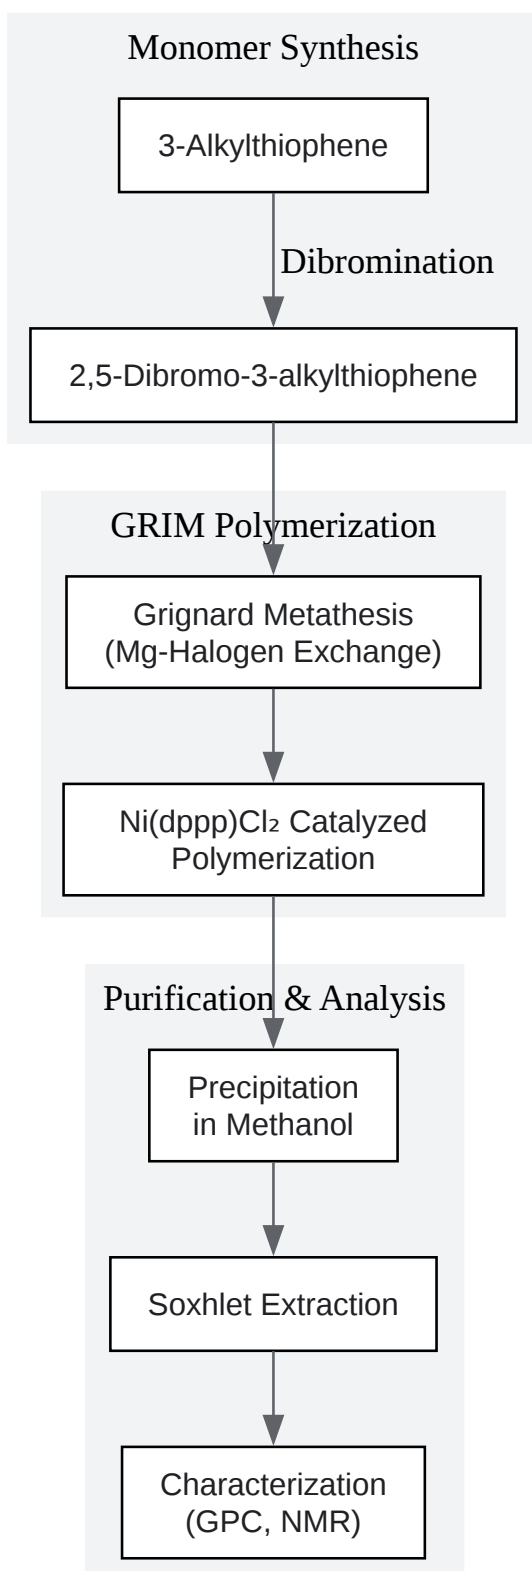 Monomer Synthesis
3-Alkylthiophene
Dibromination
2,5-Dibromo-3-alkylthiophene
GRIM Polymerization
Grignard Metathesis
(Mg-Halogen Exchange)
Ni(dppp)Cl₂ Catalyzed
Polymerization
Purification & Analysis
Precipitation
in Methanol
Soxhlet Extraction
Characterization
(GPC, NMR)